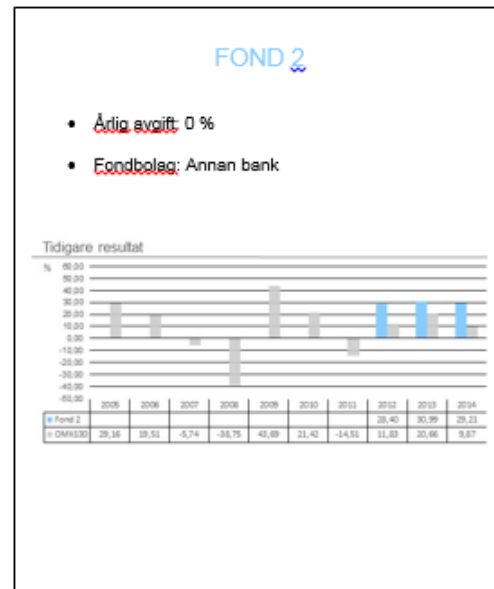 FOND 2
• Årlig avgift: 0 %
• Fondbolag: Annan bank
Tidigare resultat
%
60,00
50,00
40,00
30,00
20,00
10,00
0,00
-10,00
-20,00
-30,00
-40,00
-50,00
2005 2006 2007 2008 2009 2010 2011 2012 2013 2014
Fond 2 28,40 30,99 29,21
OMXS30 29,16 19,51 -5,74 -38,75 43,69 21,42 -14,51 11,83 20,66 9,87